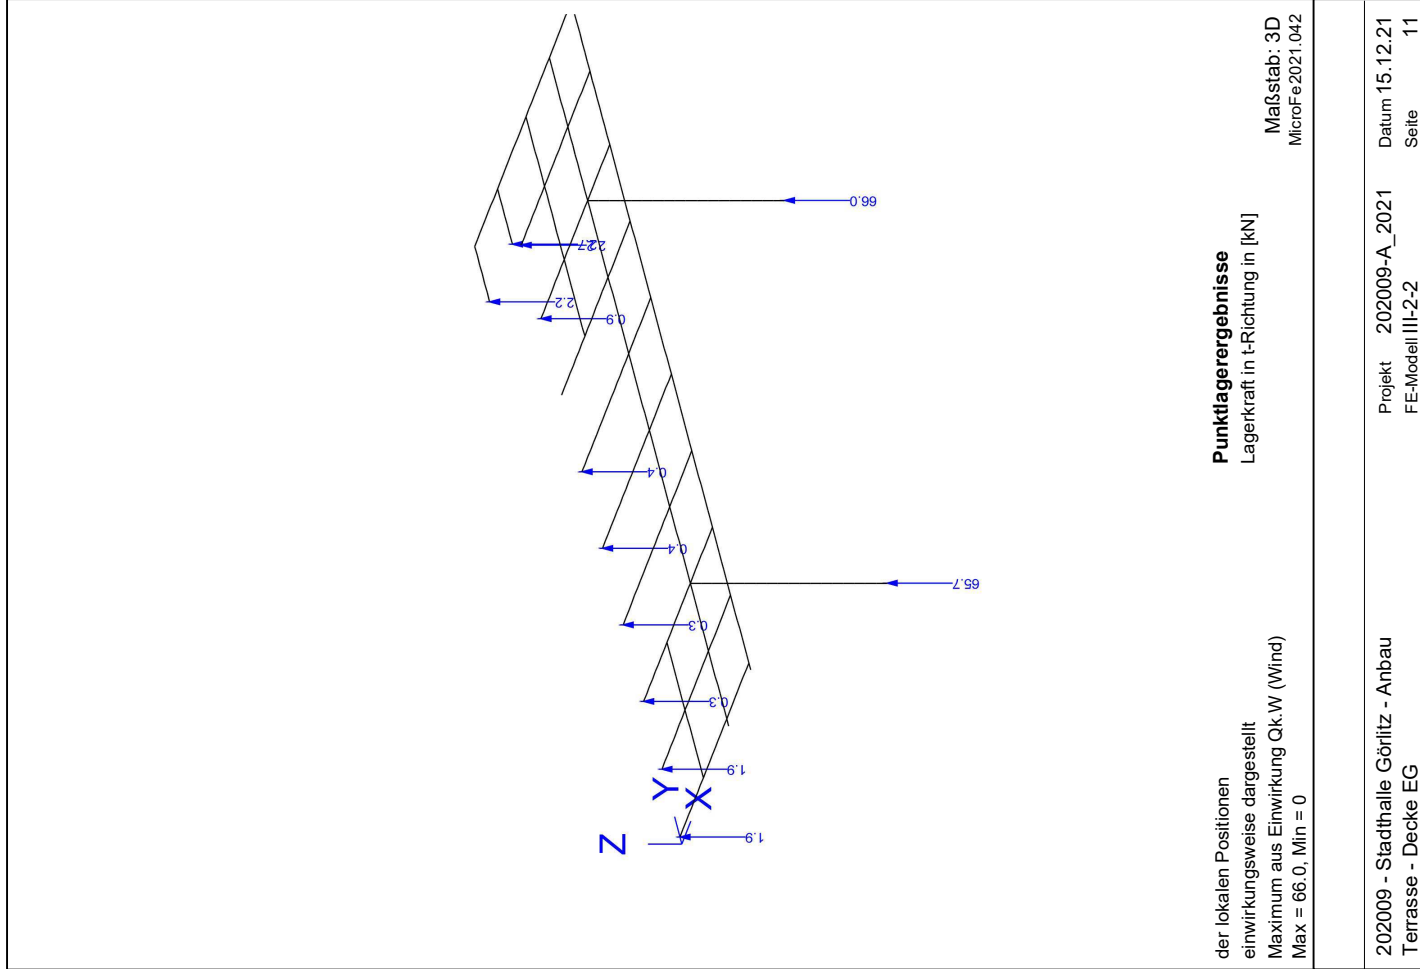 66.0
2.2
0.9
0.4
0.4
65.7
0.3
0.3
1.9
1.9
Z
Y
X
der lokalen Positionen
einwirkungsweise dargestellt
Maximum aus Einwirkung Qk.W (Wind)
Max = 66.0, Min = 0
Punktlagerergebnisse
Lagerkraft in t-Richtung in [kN]
Maßstab: 3D
MicroFe2021.042
202009 - Stadthalle Görlitz - Anbau
Terrasse - Decke EG
Projekt 202009-A_2021
FE-Modell III-2-2
Datum 15.12.21
Seite 11